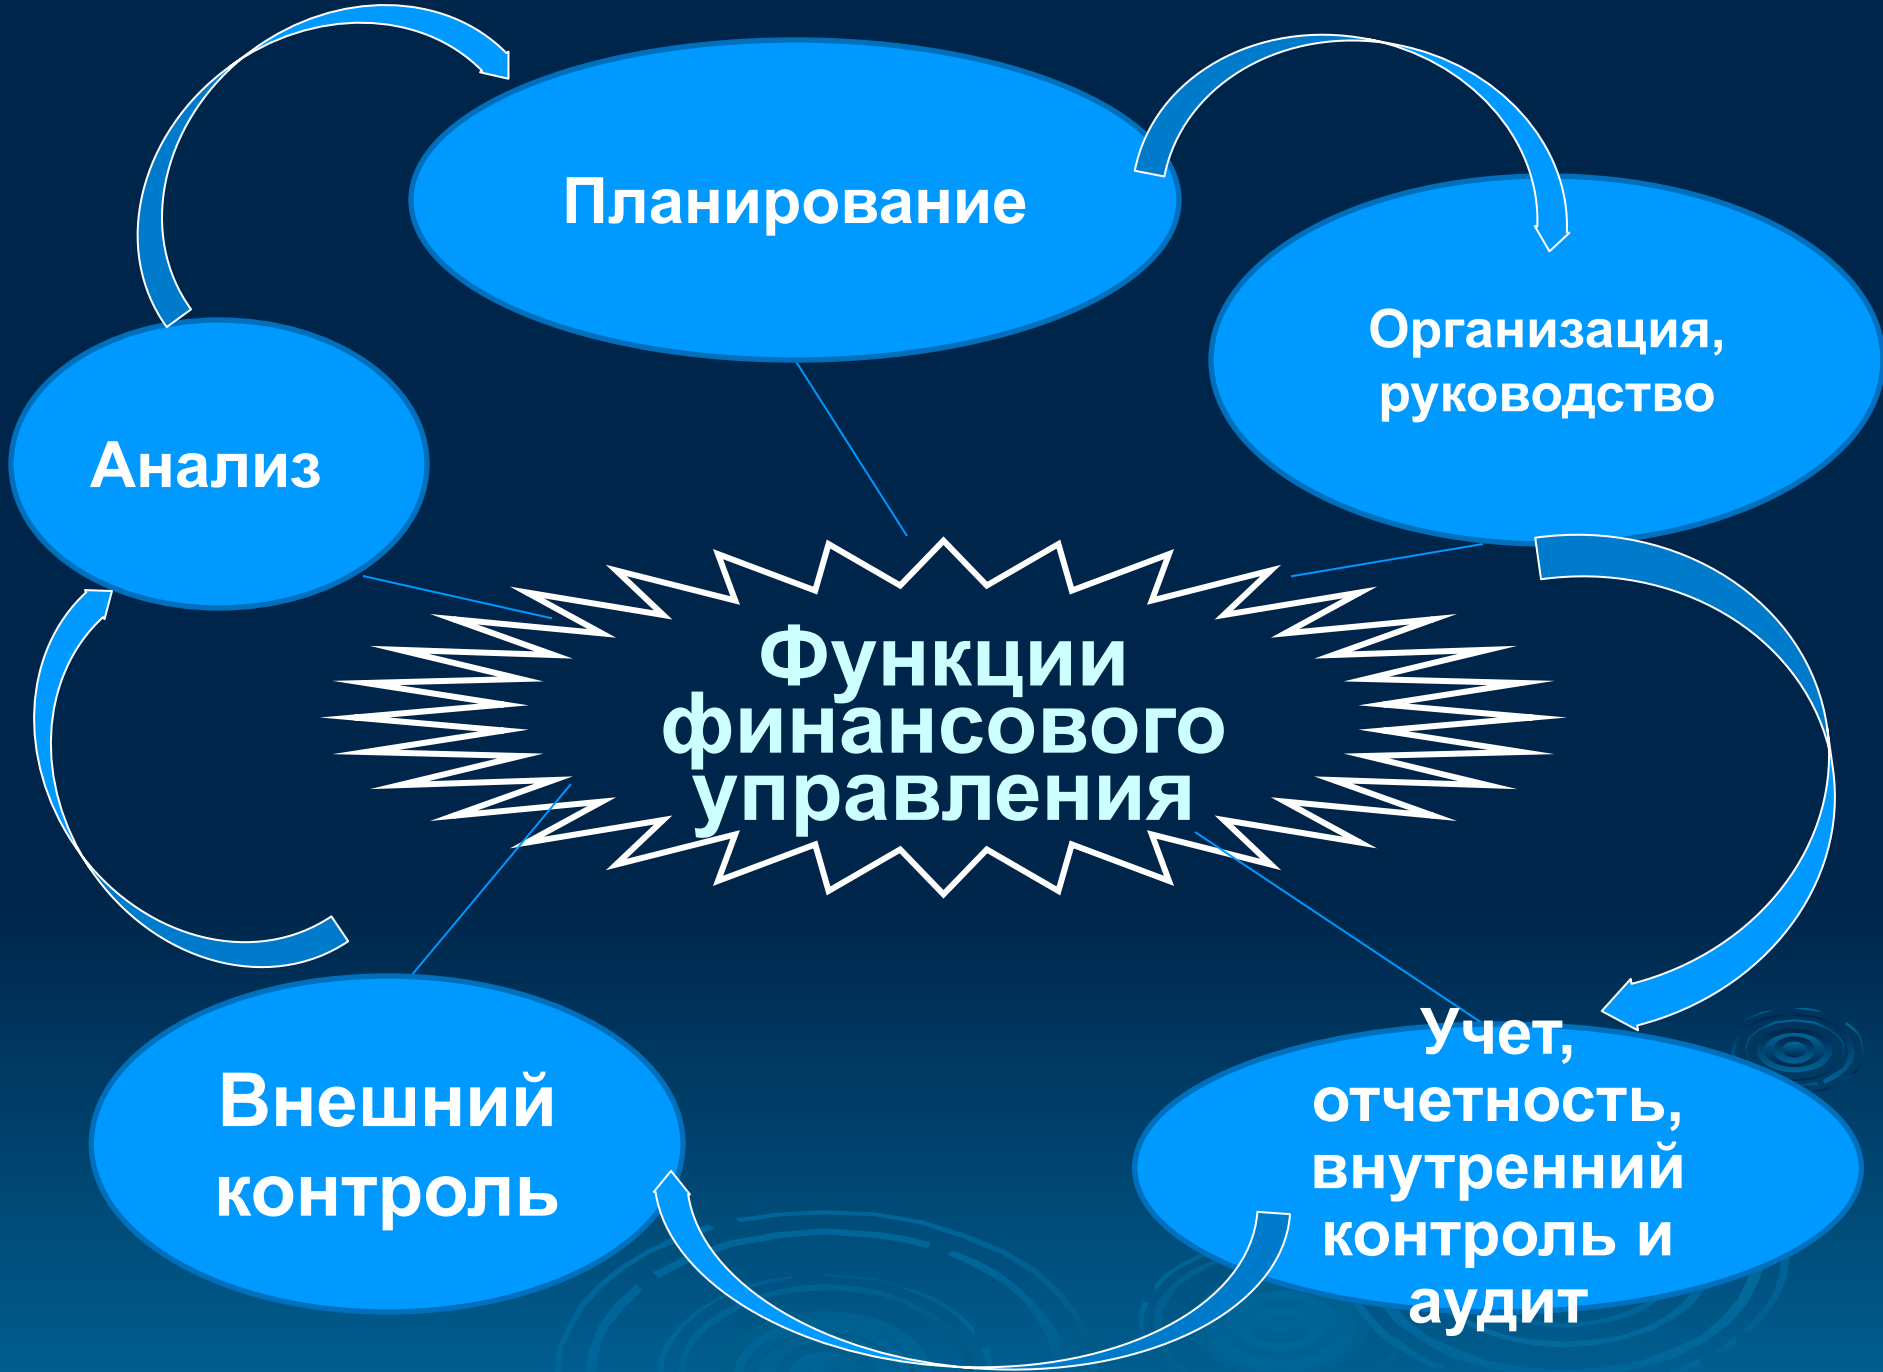 Планирование
Организация,
руководство
Анализ
Функции
финансового
управления
Внешний
контроль
Учет,
отчетность,
внутренний
контроль и
аудит